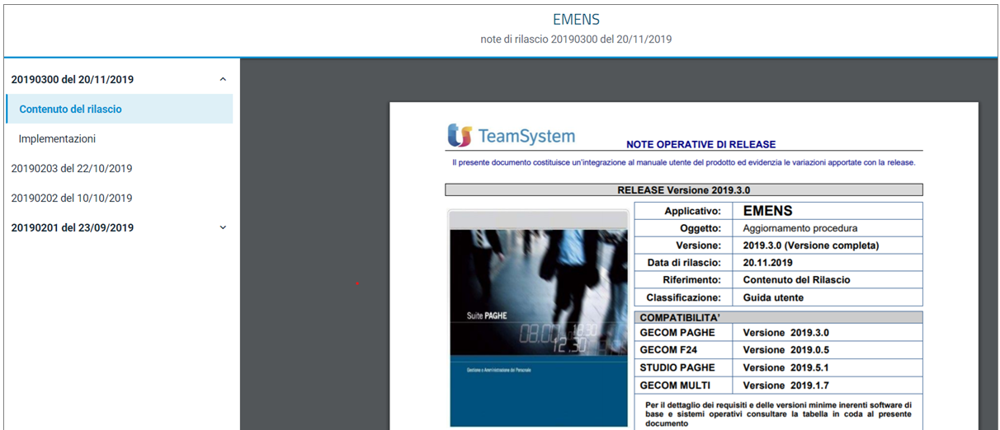 EMENS
note di rilascio 20190300 del 20/11/2019
20190300 del 20/11/2019
Contenuto del rilascio
Implementazioni
20190203 del 22/10/2019
20190202 del 10/10/2019
20190201 del 23/09/2019
TeamSystem
NOTE OPERATIVE DI RELEASE
Il presente documento costituisce un'integrazione al manuale utente del prodotto ed evidenzia le variazioni apportate con la release.
RELEASE Versione 2019.3.0
Suite PAGHE
08.00 18.30
12.30
Gestione e Amministrazione del Personale
Applicativo: EMENS
Oggetto: Aggiornamento procedura
Versione: 2019.3.0 (Versione completa)
Data di rilascio: 20.11.2019
Riferimento: Contenuto del Rilascio
Classificazione: Guida utente
COMPATIBILITA'
GECOM PAGHE Versione 2019.3.0
GECOM F24 Versione 2019.0.5
STUDIO PAGHE Versione 2019.5.1
GECOM MULTI Versione 2019.1.7
Per il dettaglio dei requisiti e delle versioni minime inerenti software di
base e sistemi operativi consultare la tabella in coda al presente
documento